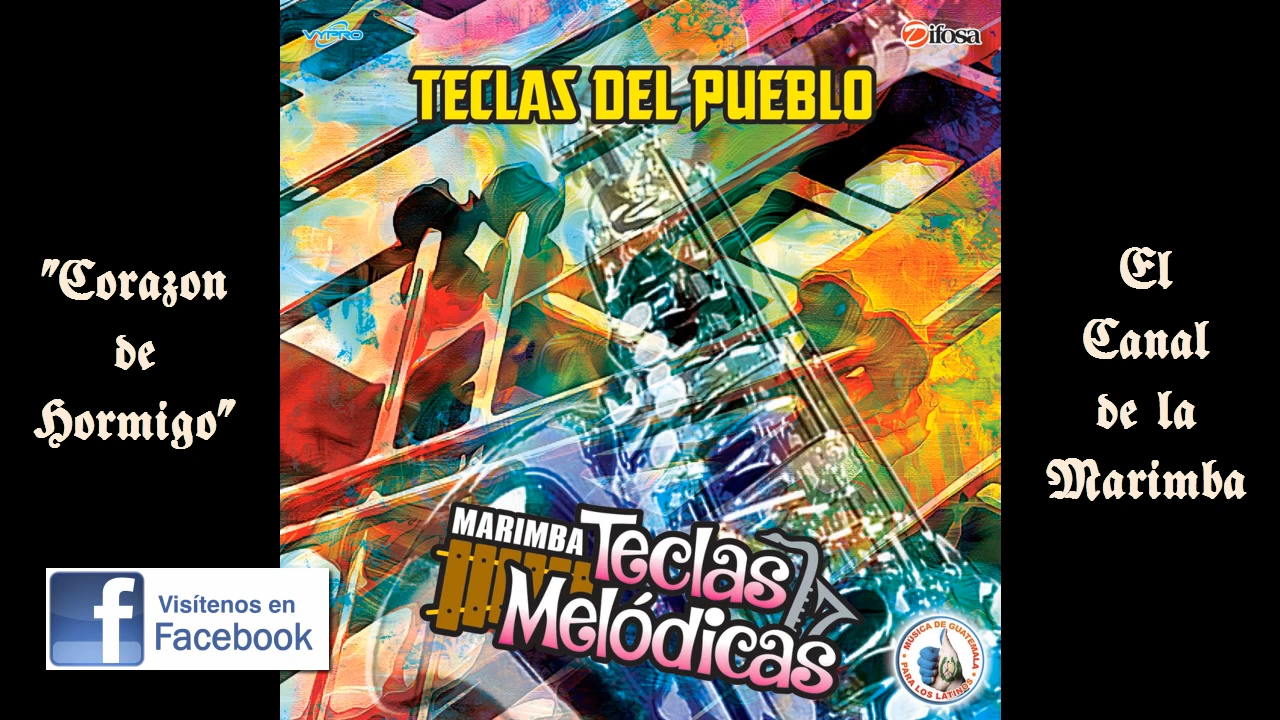 VYPRO
Difosa
TECLAS DEL PUEBLO
"Corazon
de
Hormigo"
El
Canal
de la
Marimba
MARIMBA
Teclas
Melódicas
Visítenos en
Facebook
MUSICA DE GUATEMALA
PARA LOS LATINOS